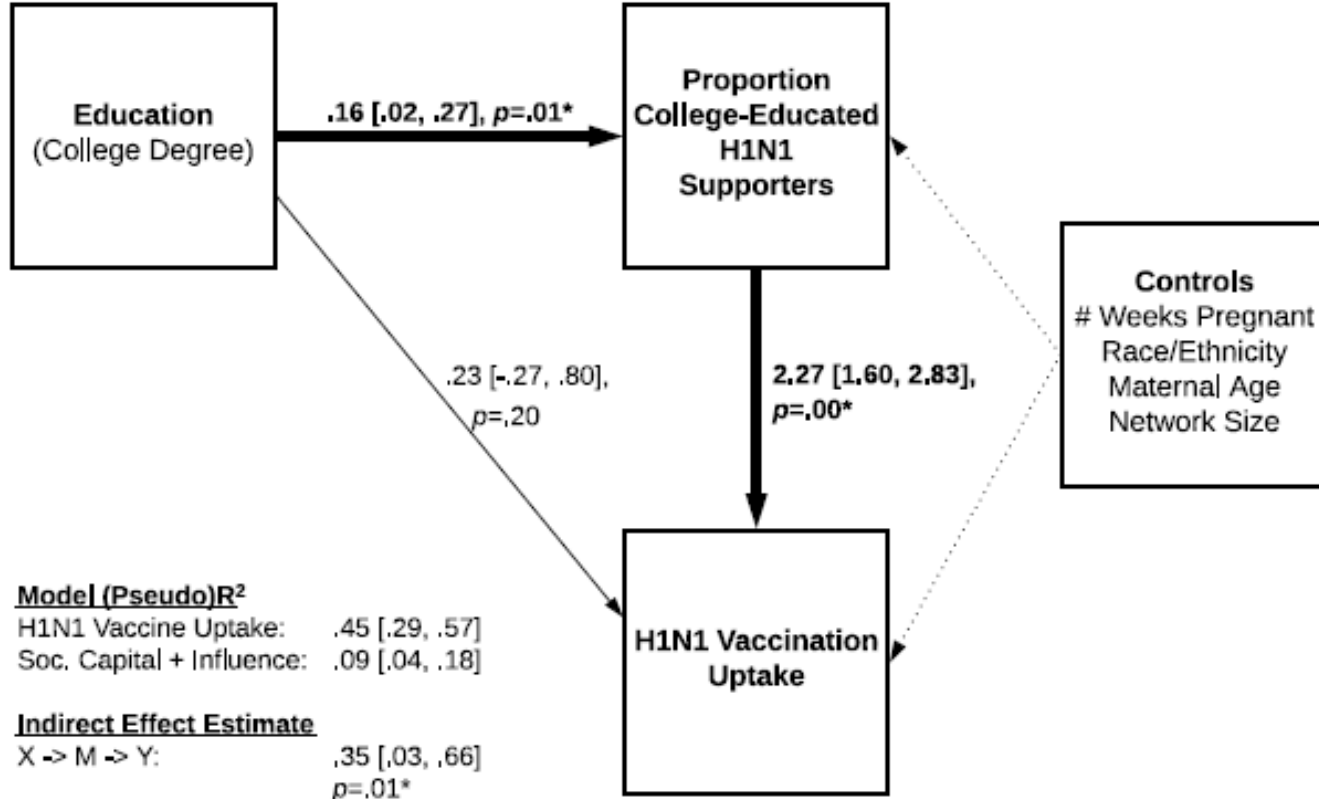 Education
(College Degree)
.16 [.02, .27], p=.01*
Proportion
College-Educated
H1N1
Supporters
Controls
# Weeks Pregnant
Race/Ethnicity
Maternal Age
Network Size
.23 [-.27, .80],
p=.20
2.27 [1.60, 2.83],
p=.00*
H1N1 Vaccination
Uptake
Model (Pseudo)R²
H1N1 Vaccine Uptake: .45 [.29, .57]
Soc. Capital + Influence: .09 [.04, .18]
Indirect Effect Estimate
X -> M -> Y: .35 [.03, .66]
p=.01*